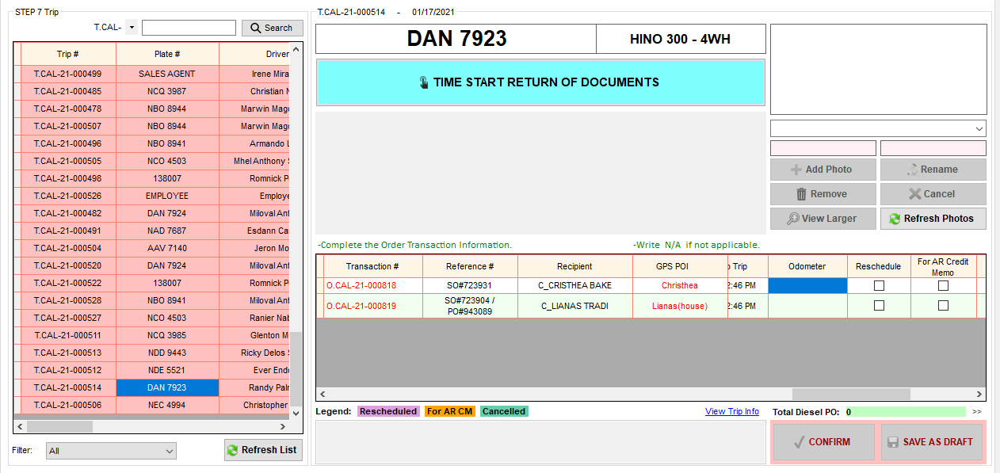 STEP 7 Trip
T.CAL-
Search
Trip # Plate # Driver
T.CAL-21-000499 SALES AGENT Irene Mira
T.CAL-21-000485 NCQ 3987 Christian
T.CAL-21-000478 NBO 8944 Marwin Mag
T.CAL-21-000507 NBO 8944 Marwin Mag
T.CAL-21-000496 NBO 8941 Armando
T.CAL-21-000505 NCO 4503 Mhel Anthony
T.CAL-21-000498 138007 Romnick
T.CAL-21-000526 EMPLOYEE Employe
T.CAL-21-000482 DAN 7924 Miloval Ant
T.CAL-21-000491 NAD 7687 Esdann Ca
T.CAL-21-000504 AAV 7140 Jeron Mo
T.CAL-21-000520 DAN 7924 Miloval Ant
T.CAL-21-000522 138007 Romnick
T.CAL-21-000528 NBO 8941 Miloval Ant
T.CAL-21-000527 NCO 4503 Ranier Nab
T.CAL-21-000511 NCQ 3985 Glenton
T.CAL-21-000513 NDD 9443 Ricky Delos
T.CAL-21-000512 NDE 5521 Ever End
T.CAL-21-000514 DAN 7923 Randy Pal
T.CAL-21-000506 NEC 4994 Christopher
Filter: All Refresh List
T.CAL-21-000514 - 01/17/2021
DAN 7923 HINO 300 - 4WH
TIME START RETURN OF DOCUMENTS
Add Photo Rename
Remove Cancel
View Larger Refresh Photos
-Complete the Order Transaction Information. -Write N/A if not applicable.
Transaction # Reference # Recipient GPS POI Trip Odometer Reschedule For AR Credit
Memo
O.CAL-21-000818 SO#723931 C_CRISTHEA BAKE Christhea 2:46 PM
O.CAL-21-000819 SO#723904 / C_LIANAS TRADI Lianas(house) 2:46 PM
PO#943089
Legend: Rescheduled For AR CM Cancelled View Trip Info Total Diesel PO: 0 >>
CONFIRM SAVE AS DRAFT